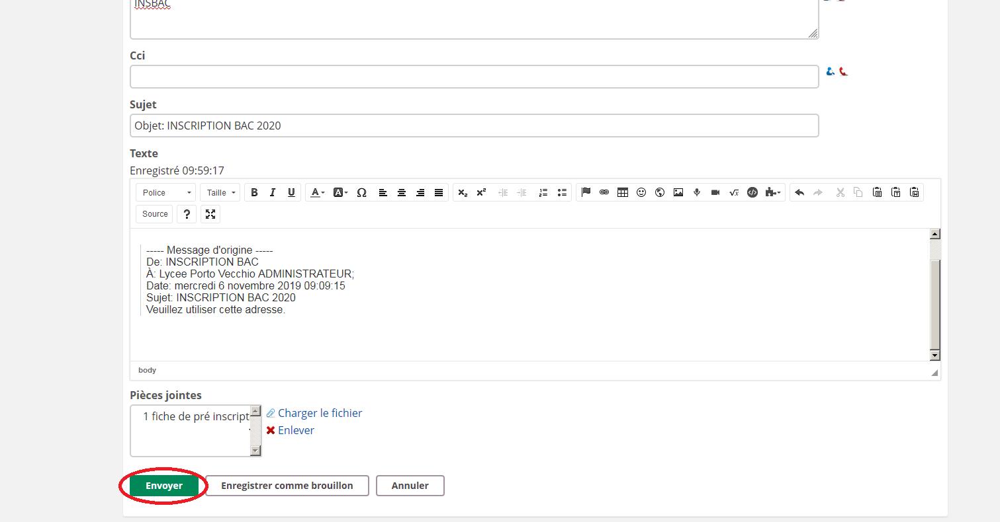 INSBAC
Cci
Sujet
Objet: INSCRIPTION BAC 2020
Texte
Enregistré 09:59:17
Police Taille B I U A A Ω X₂ X² √x ?
Source ?
----- Message d'origine -----
De: INSCRIPTION BAC
À: Lycee Porto Vecchio ADMINISTRATEUR;
Date: mercredi 6 novembre 2019 09:09:15
Sujet: INSCRIPTION BAC 2020
Veuillez utiliser cette adresse.
body
Pièces jointes
1 fiche de pré inscript
Charger le fichier
Enlever
Envoyer Enregistrer comme brouillon Annuler